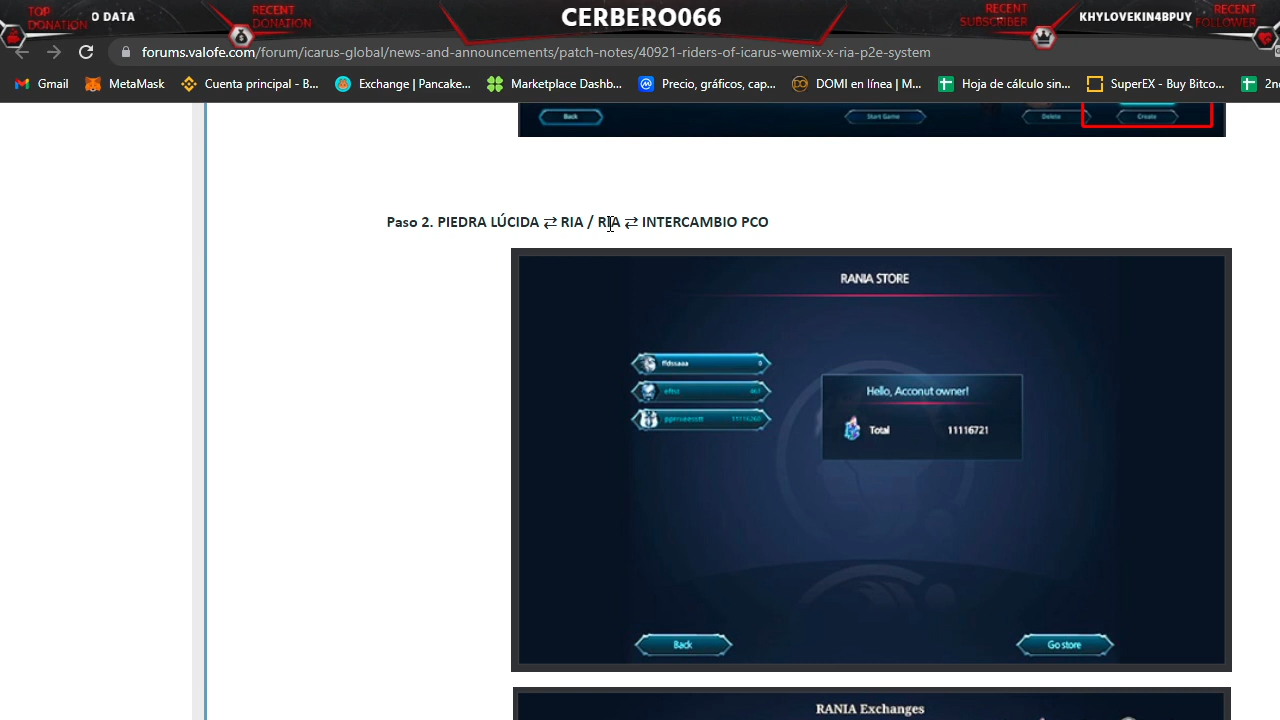 TOP
DONATION
O DATA
RECENT
DONATION
CERBERO066
RECENT
SUBSCRIBER
KHYLOVEKIN4BPUY
RECENT
FOLLOWER
forums.valofe.com/forum/icarus-global/news-and-announcements/patch-notes/40921-riders-of-icarus-wemix-x-ria-p2e-system
Gmail
MetaMask
Cuenta principal - B...
Exchange | Pancake...
Marketplace Dashb...
Precio, gráficos, cap...
DOMI en línea | M...
Hoja de cálculo sin...
SuperEX - Buy Bitco...
2n
Back
Start Game
Delete
Create
Paso 2. PIEDRA LÚCIDA ⇄ RIA / RIA ⇄ INTERCAMBIO PCO
RANIA STORE
ffdssaaa 0
Hello, Acconut owner!
Total 11116721
Back
Go store
RANIA Exchanges